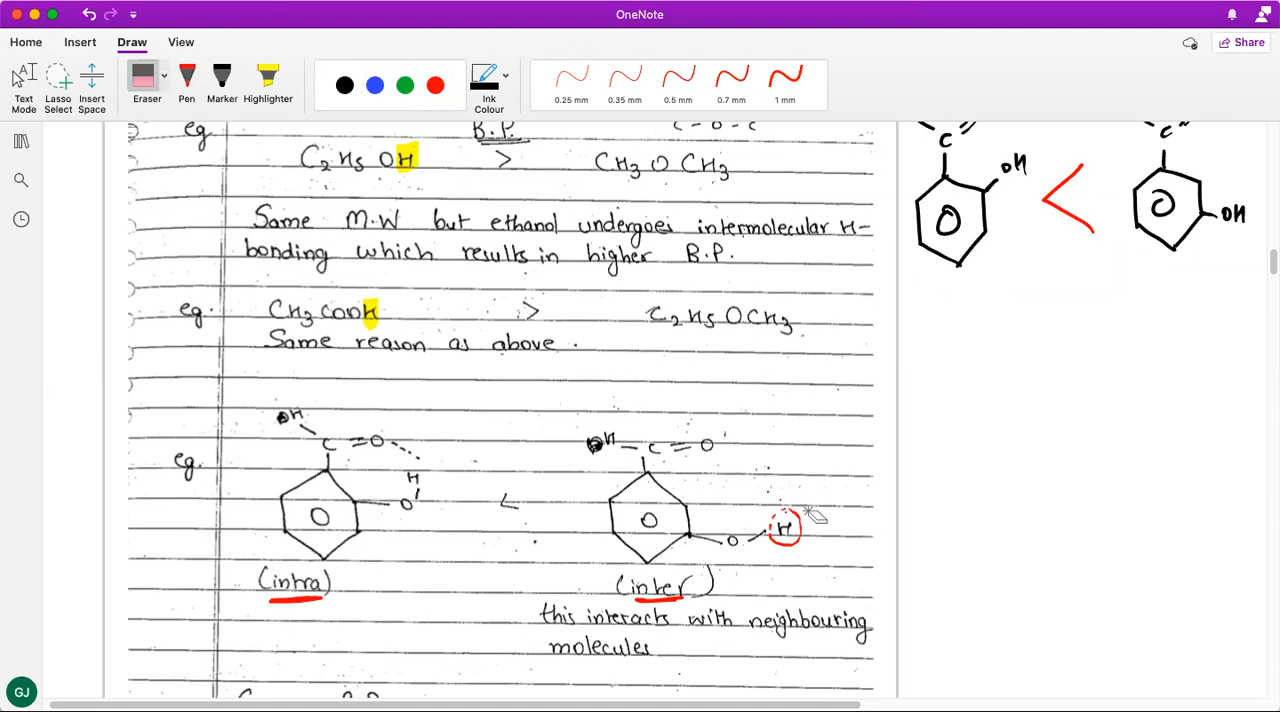 OneNote
Home Insert Draw View
Share
Text Mode
Lasso Select
Insert Space
Eraser
Pen
Marker
Highlighter
Ink Colour
0.25 mm
0.35 mm
0.5 mm
0.7 mm
1 mm
eg
B.P.
C - O - C
C2H5OH > CH3OCH3
Same M.W but ethanol undergoes intermolecular H-
bonding which results in higher B.P.
eg. CH3COOH > C2H5OCH3
Same reason as above.
eg.
OH
C = O
H
O
<
OH - C = O
O - H
(intra)
(inter)
this interacts with neighbouring
molecules
C
OH
<
C
OH
GJ